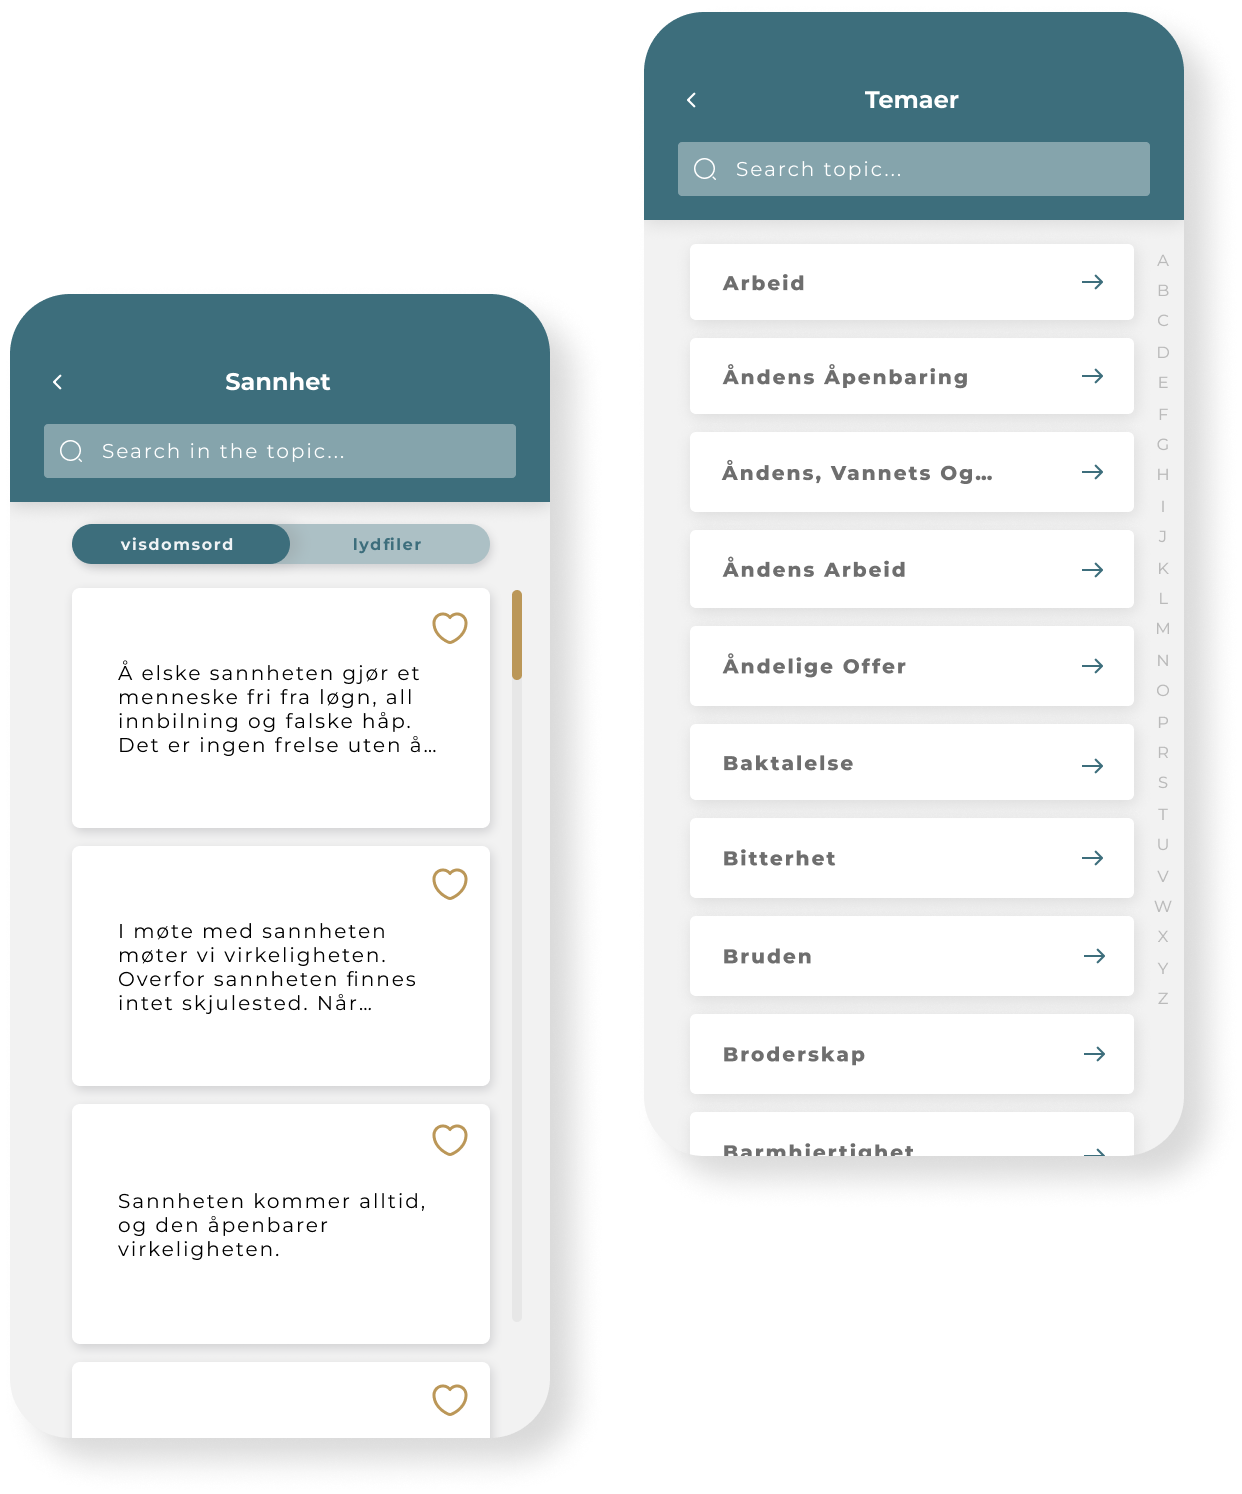 Sannhet
Search in the topic...
visdomsord
lydfiler
Å elske sannheten gjør et
menneske fri fra løgn, all
innbilning og falske håp.
Det er ingen frelse uten å...
I møte med sannheten
møter vi virkeligheten.
Overfor sannheten finnes
intet skjulested. Når...
Sannheten kommer alltid,
og den åpenbarer
virkeligheten.
Temaer
Search topic...
Arbeid
Åndens Åpenbaring
Åndens, Vannets Og...
Åndens Arbeid
Åndelige Offer
Baktalelse
Bitterhet
Bruden
Broderskap
Barmhjertighet
A
B
C
D
E
F
G
H
I
J
K
L
M
N
O
P
R
S
T
U
V
W
X
Y
Z